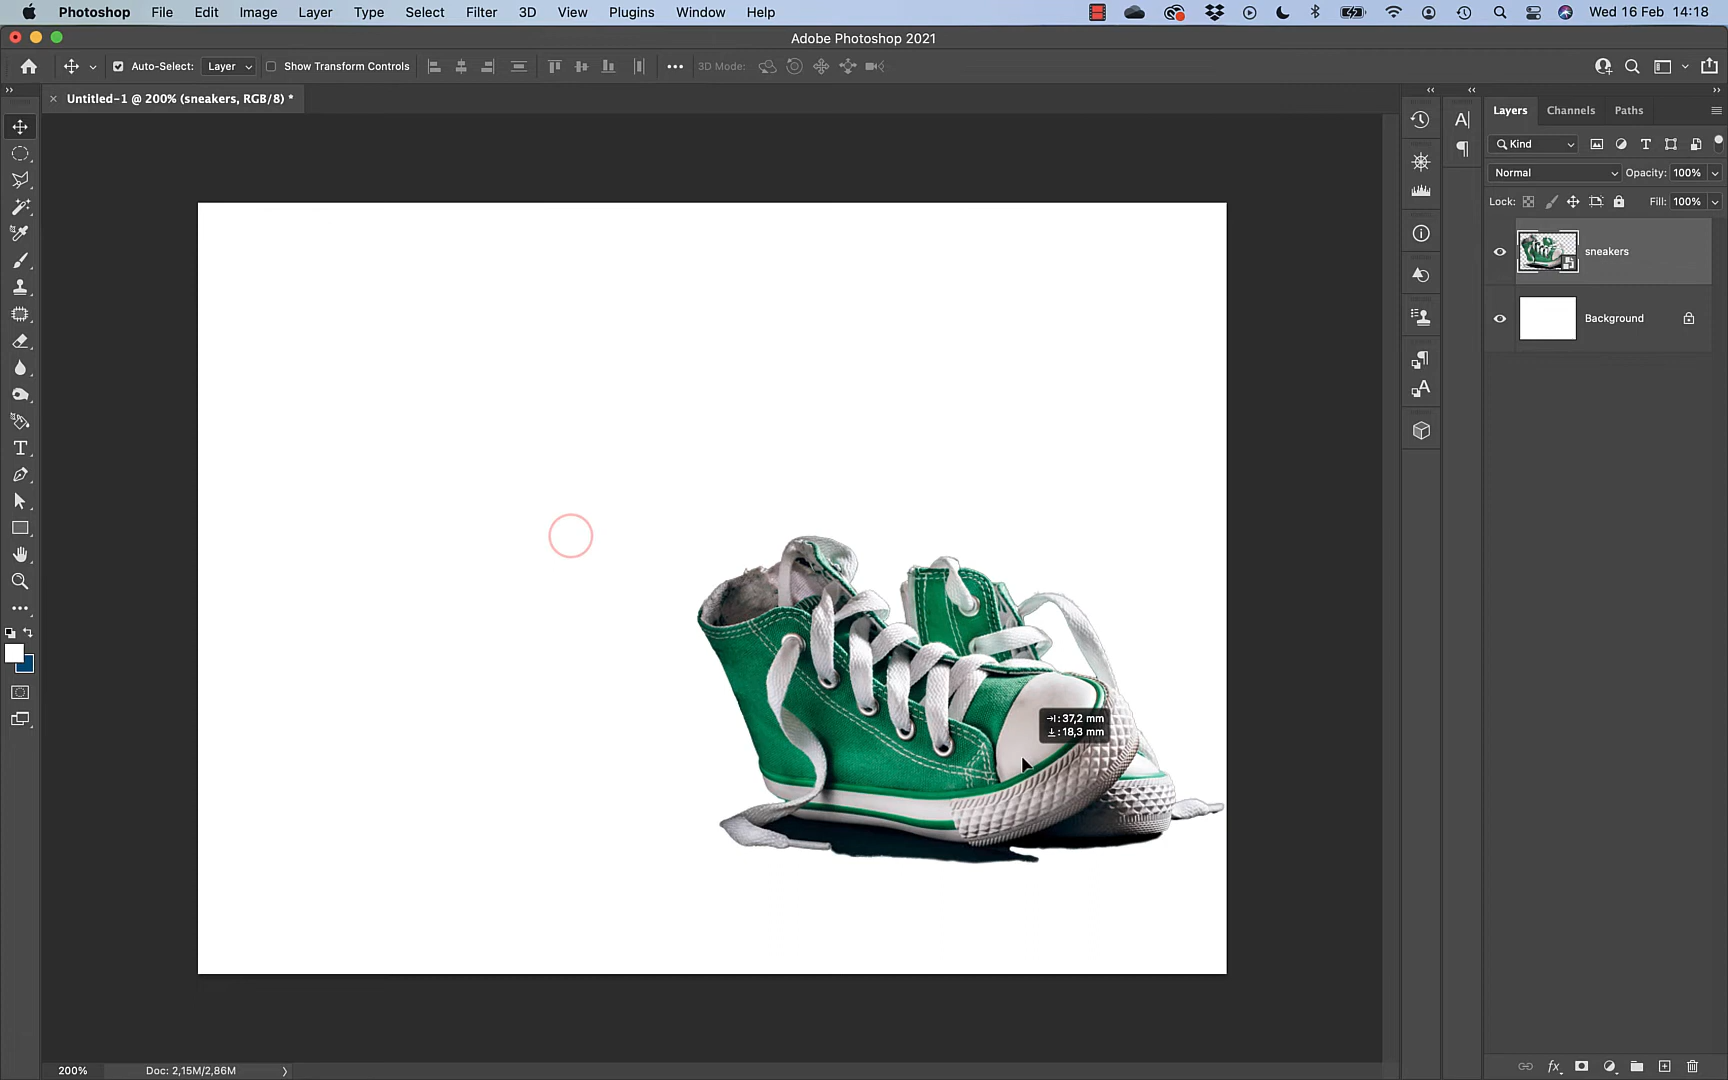 Photoshop File Edit Image Layer Type Select Filter 3D View Plugins Window Help Wed 16 Feb 14:18
Adobe Photoshop 2021
Auto-Select: Layer Show Transform Controls 3D Mode:
Untitled-1 @ 200% (sneakers, RGB/8) *
Layers Channels Paths
Kind
Normal Opacity: 100%
Lock: Fill: 100%
sneakers
Background
37,2 mm
18,3 mm
200% Doc: 2,15M/2,86M